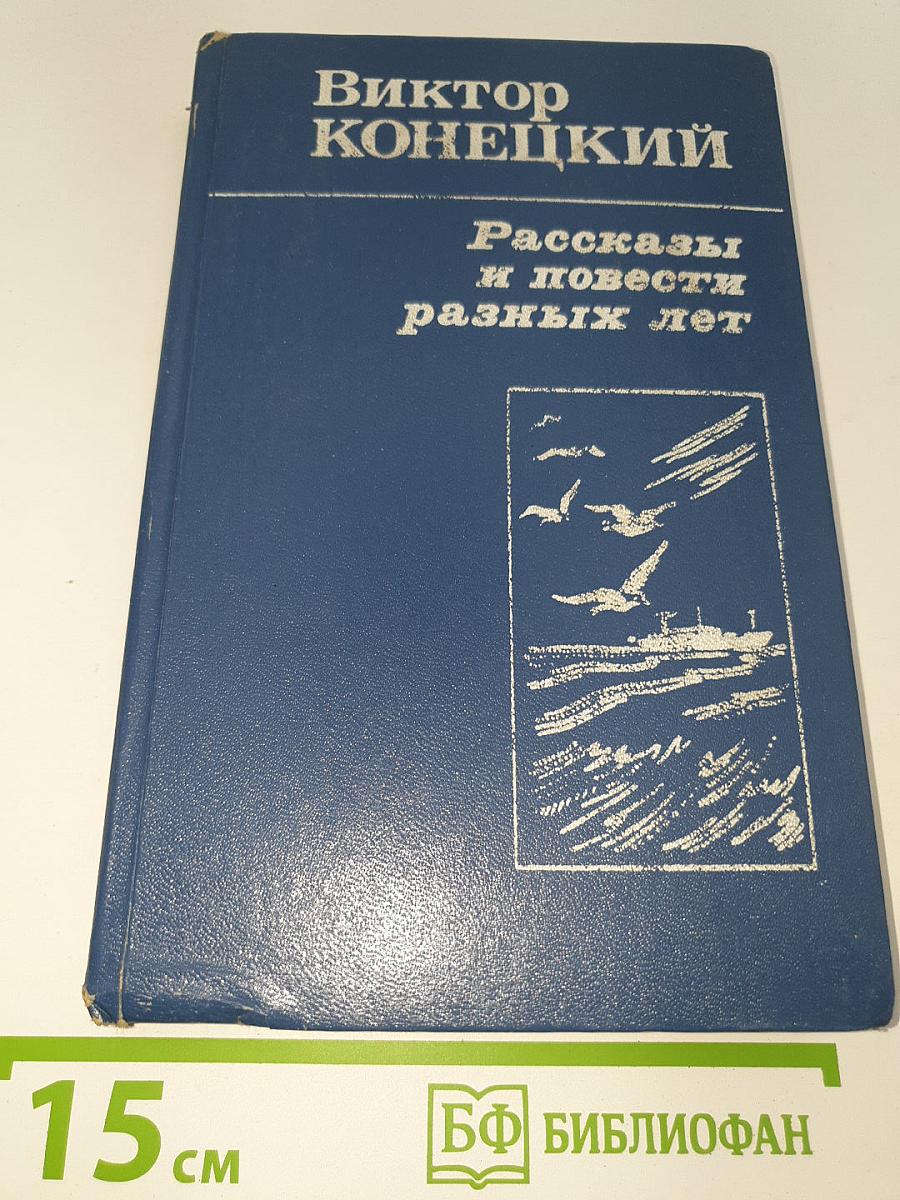 Виктор
КОНЕЦКИЙ
Рассказы
и повести
разных лет
15 см
БФ БИБЛИОФАН